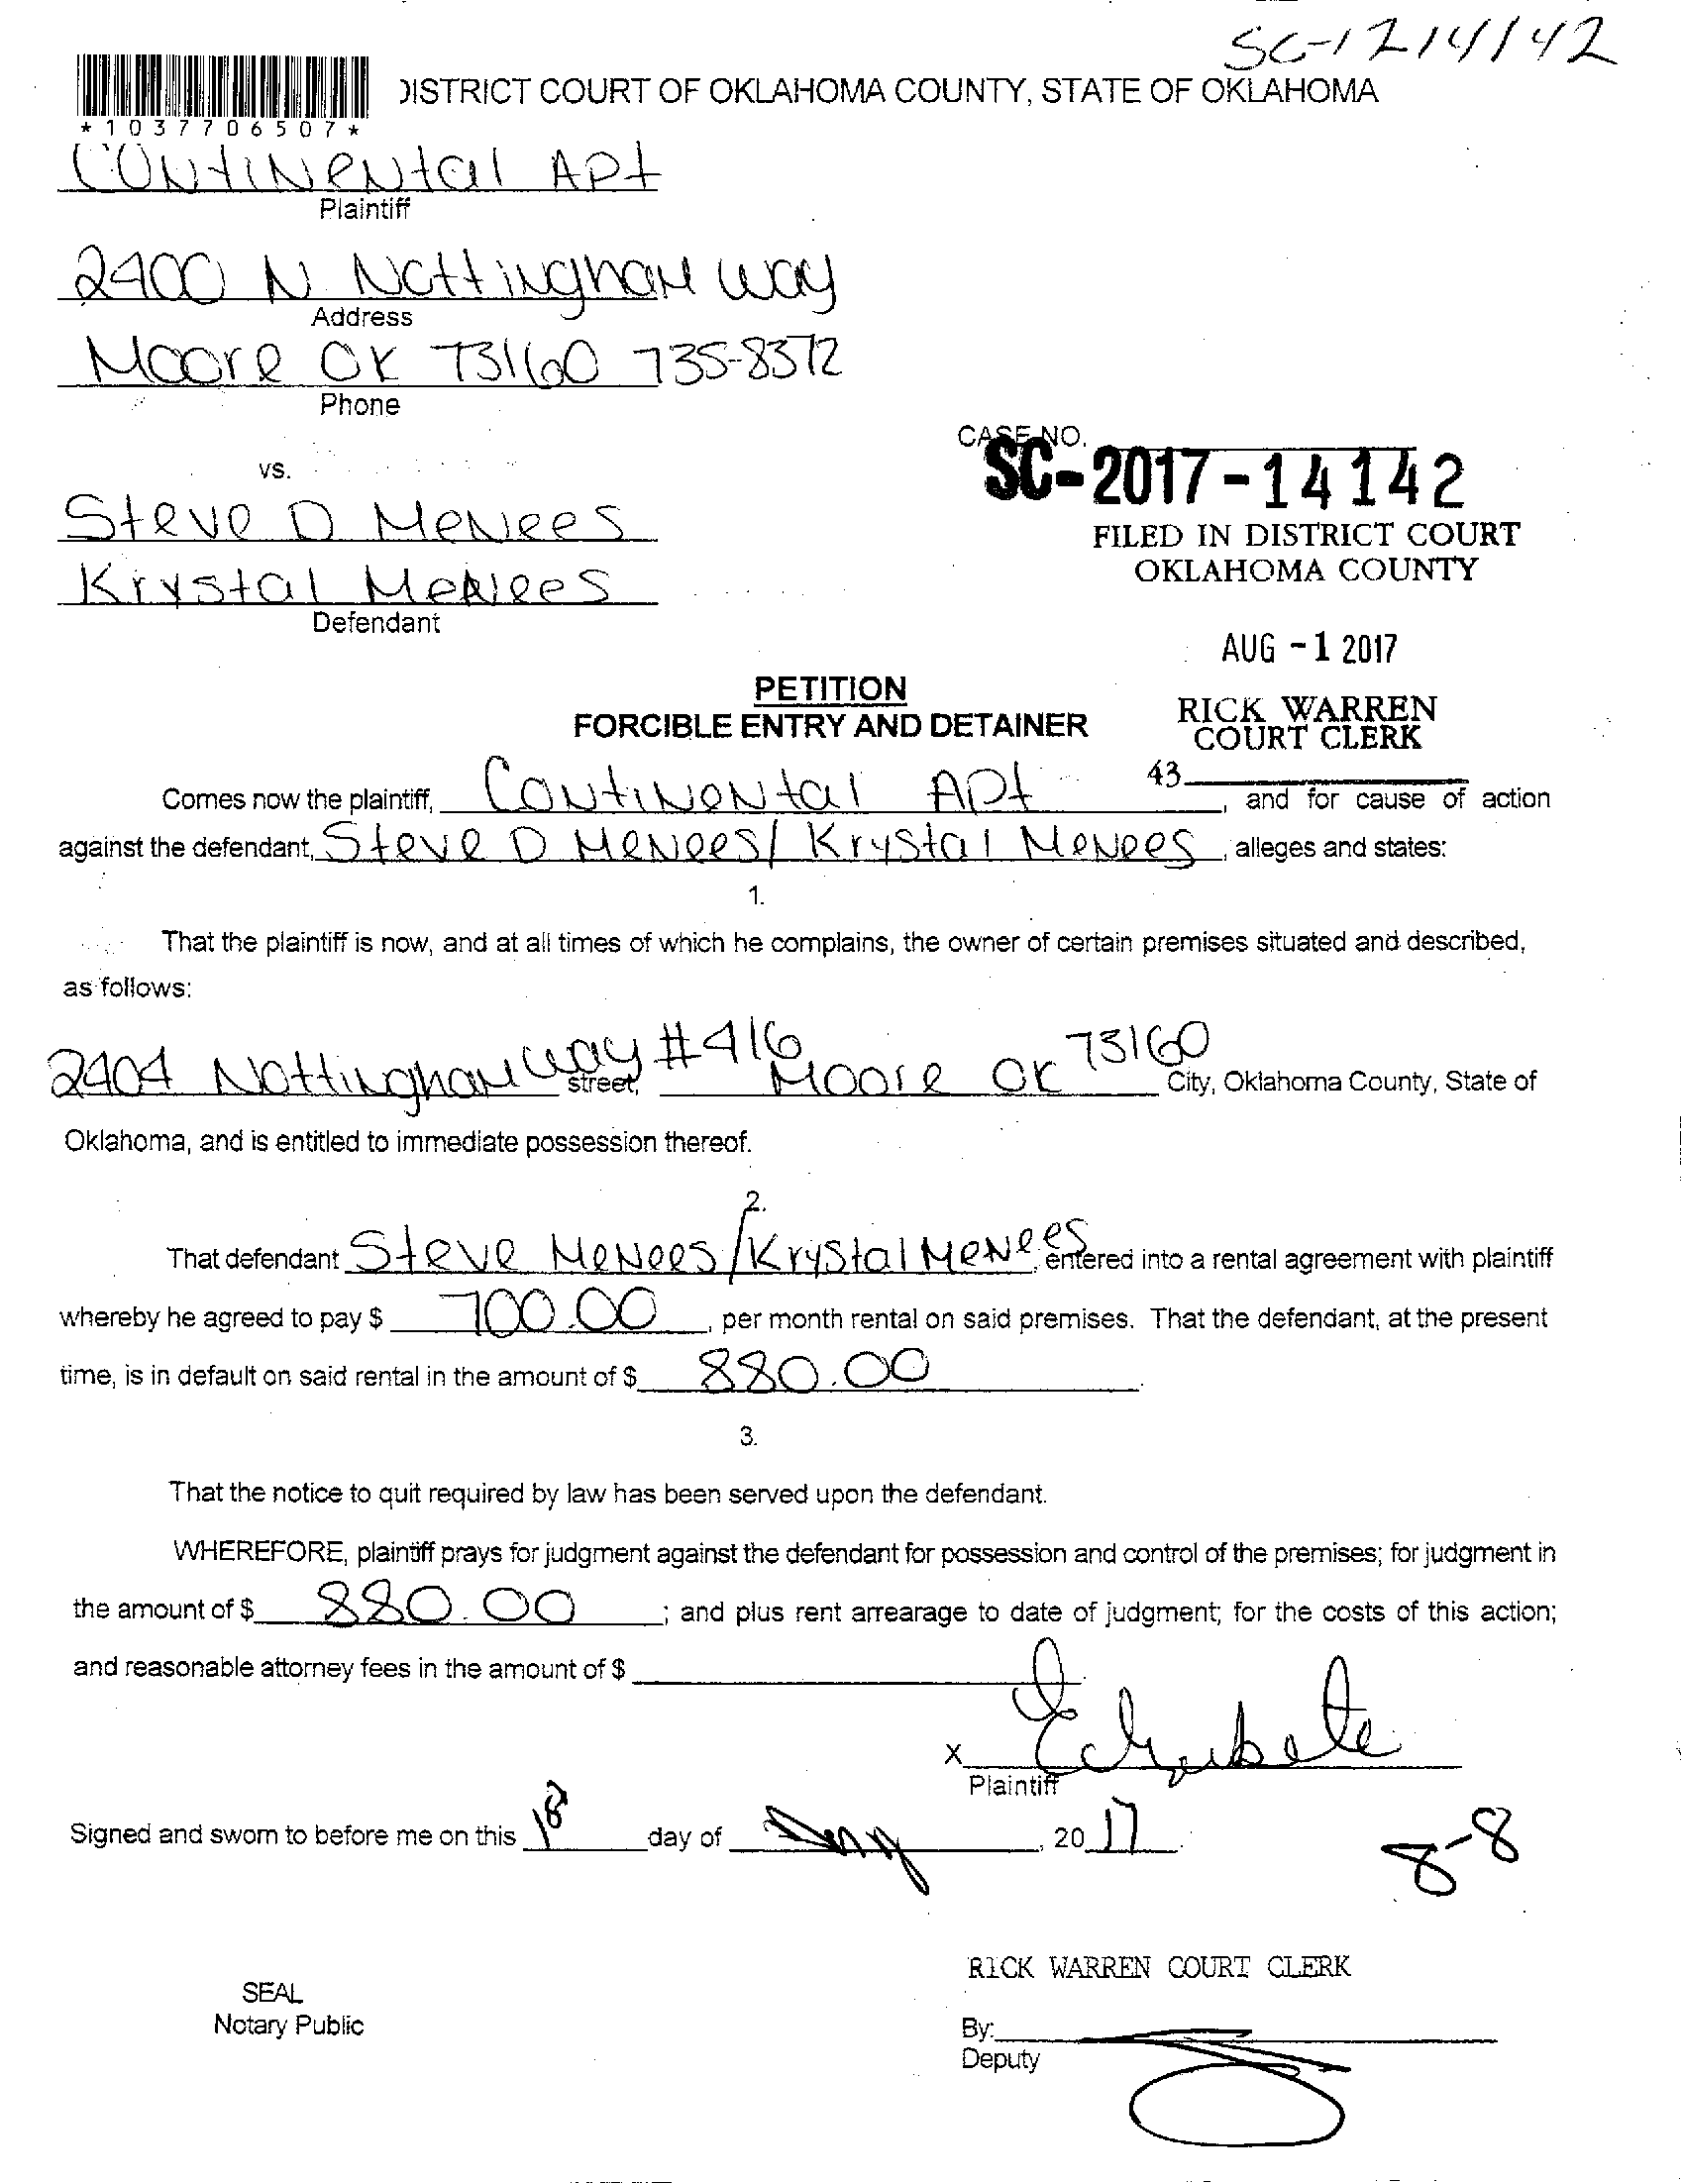 SC-1214142
DISTRICT COURT OF OKLAHOMA COUNTY, STATE OF OKLAHOMA
*1037706507*
Continental Apt
Plaintiff
2400 N Nottingham Way
Address
Moore OK 73160 735-8372
Phone
CASE NO.
SC-2017-14142
vs.
Steve D MeNees
FILED IN DISTRICT COURT
OKLAHOMA COUNTY
Krystal MeNees
Defendant
AUG -1 2017
PETITION
FORCIBLE ENTRY AND DETAINER
RICK WARREN
COURT CLERK
43
Comes now the plaintiff, Continental Apt, and for cause of action
against the defendant, Steve D MeNees/ Krystal MeNees, alleges and states:
1.
That the plaintiff is now, and at all times of which he complains, the owner of certain premises situated and described,
as follows:
2404 Nottingham Way #416 street, Moore OK 73160 City, Oklahoma County, State of
Oklahoma, and is entitled to immediate possession thereof.
2.
That defendant Steve MeNees/Krystal MeNees, entered into a rental agreement with plaintiff
whereby he agreed to pay $ 700.00, per month rental on said premises. That the defendant, at the present
time, is in default on said rental in the amount of $ 880.00.
3.
That the notice to quit required by law has been served upon the defendant.
WHEREFORE, plaintiff prays for judgment against the defendant for possession and control of the premises; for judgment in
the amount of $ 880.00; and plus rent arrearage to date of judgment; for the costs of this action;
and reasonable attorney fees in the amount of $
X
Plaintiff
Signed and sworn to before me on this day of , 2017.
8-8
RICK WARREN COURT CLERK
SEAL
Notary Public
By:
Deputy